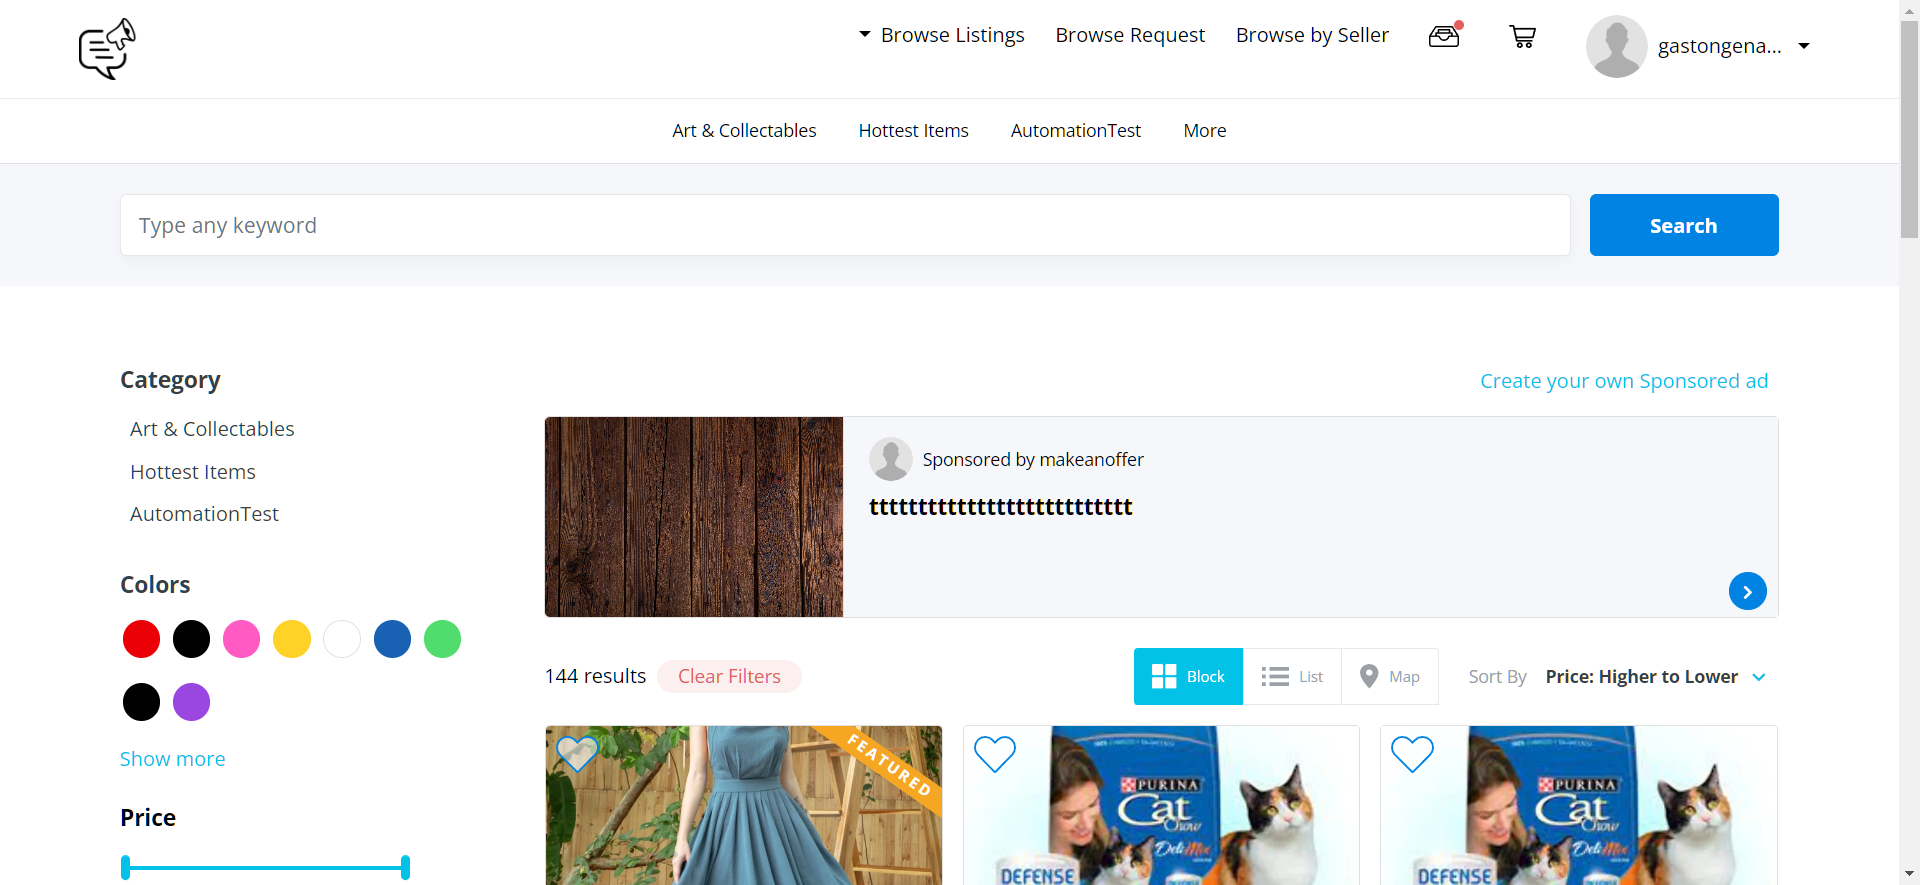 Browse Listings Browse Request Browse by Seller gastongena...
Art & Collectables Hottest Items AutomationTest More
Type any keyword Search
Category
Art & Collectables
Hottest Items
AutomationTest
Colors
Show more
Price
Create your own Sponsored ad
Sponsored by makeanoffer
ttttttttttttttttttttttttttt
144 results Clear Filters Block List Map Sort By Price: Higher to Lower
FEATURED
PURINA
Cat
Chow
DeliMix
DEFENSE
PURINA
Cat
Chow
DeliMix
DEFENSE